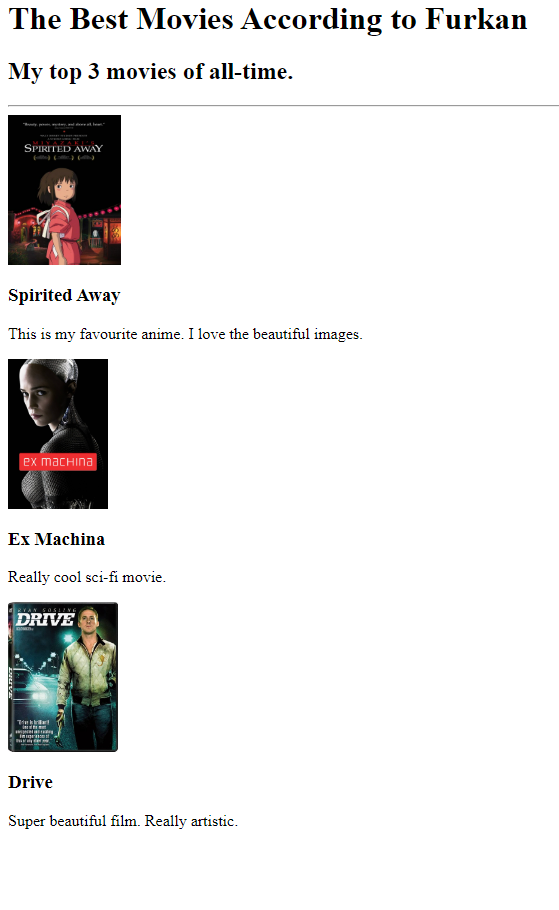 The Best Movies According to Furkan
My top 3 movies of all-time.
SPIRITED AWAY
Spirited Away
This is my favourite anime. I love the beautiful images.
ex machina
Ex Machina
Really cool sci-fi movie.
RYAN GOSLING
DRIVE
Drive
Super beautiful film. Really artistic.